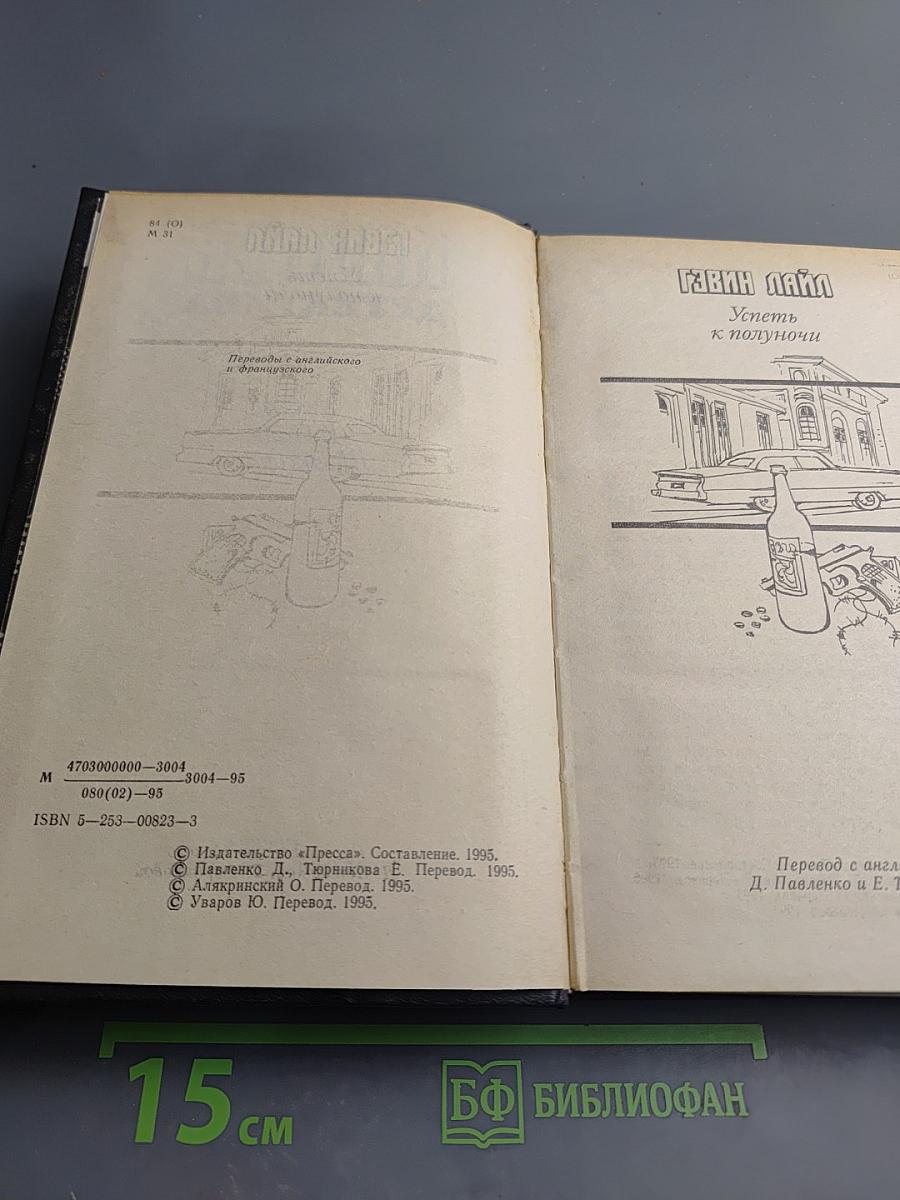 84 (О)
М 31
Переводы с английского
и французского
М 4703000000—3004
080(02)—95
3004—95
ISBN 5—253—00823—3
© Издательство «Пресса». Составление. 1995.
© Павленко Д., Тюрникова Е. Перевод. 1995.
© Алякринский О. Перевод. 1995.
© Уваров Ю. Перевод. 1995.
ГЭВИН ЛАЙЛ
Успеть
к полуночи
Перевод с англ
Д. Павленко и Е. Т
15 см
БФ БИБЛИОФАН